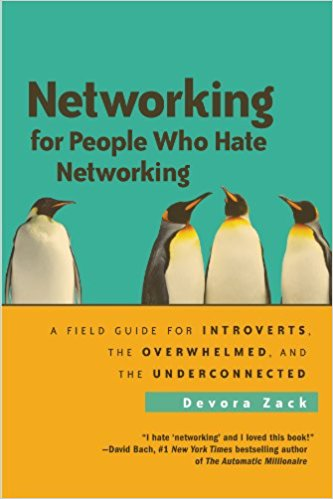 Networking
for People Who Hate
Networking
A FIELD GUIDE FOR INTROVERTS,
THE OVERWHELMED, AND
THE UNDERCONNECTED
Devora Zack
"I hate 'networking' and I loved this book!"
—David Bach, #1 New York Times bestselling author
of The Automatic Millionaire